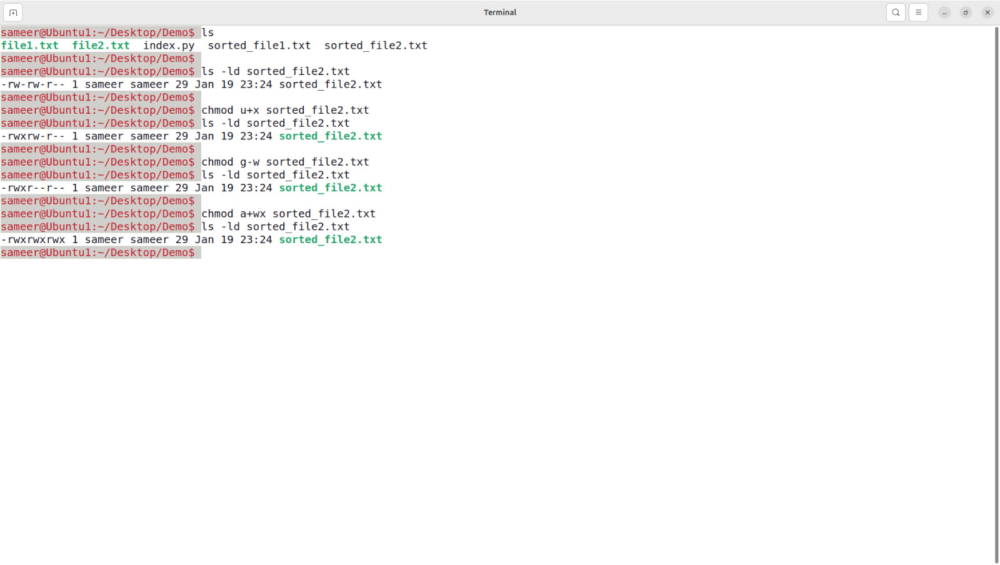 Terminal
sameer@Ubuntu1:~/Desktop/Demo$ ls
file1.txt  file2.txt  index.py  sorted_file1.txt  sorted_file2.txt
sameer@Ubuntu1:~/Desktop/Demo$
sameer@Ubuntu1:~/Desktop/Demo$ ls -ld sorted_file2.txt
-rw-rw-r-- 1 sameer sameer 29 Jan 19 23:24 sorted_file2.txt
sameer@Ubuntu1:~/Desktop/Demo$
sameer@Ubuntu1:~/Desktop/Demo$ chmod u+x sorted_file2.txt
sameer@Ubuntu1:~/Desktop/Demo$ ls -ld sorted_file2.txt
-rwxrw-r-- 1 sameer sameer 29 Jan 19 23:24 sorted_file2.txt
sameer@Ubuntu1:~/Desktop/Demo$
sameer@Ubuntu1:~/Desktop/Demo$ chmod g-w sorted_file2.txt
sameer@Ubuntu1:~/Desktop/Demo$ ls -ld sorted_file2.txt
-rwxr--r-- 1 sameer sameer 29 Jan 19 23:24 sorted_file2.txt
sameer@Ubuntu1:~/Desktop/Demo$
sameer@Ubuntu1:~/Desktop/Demo$ chmod a+wx sorted_file2.txt
sameer@Ubuntu1:~/Desktop/Demo$ ls -ld sorted_file2.txt
-rwxrwxrwx 1 sameer sameer 29 Jan 19 23:24 sorted_file2.txt
sameer@Ubuntu1:~/Desktop/Demo$